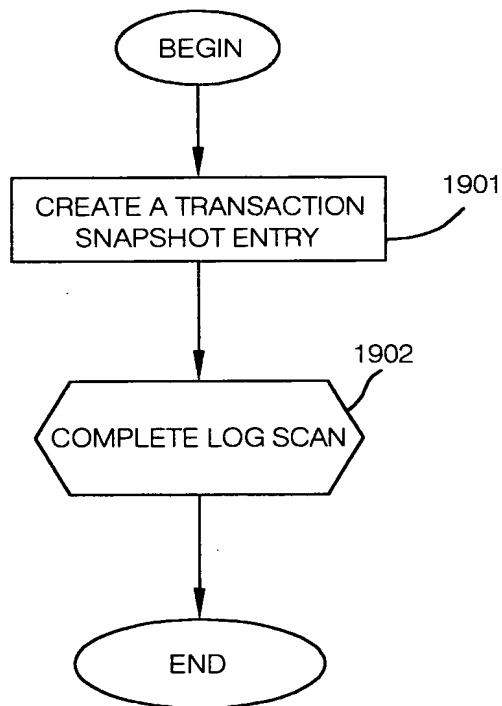 BEGIN
1901
CREATE A TRANSACTION
SNAPSHOT ENTRY
1902
COMPLETE LOG SCAN
END